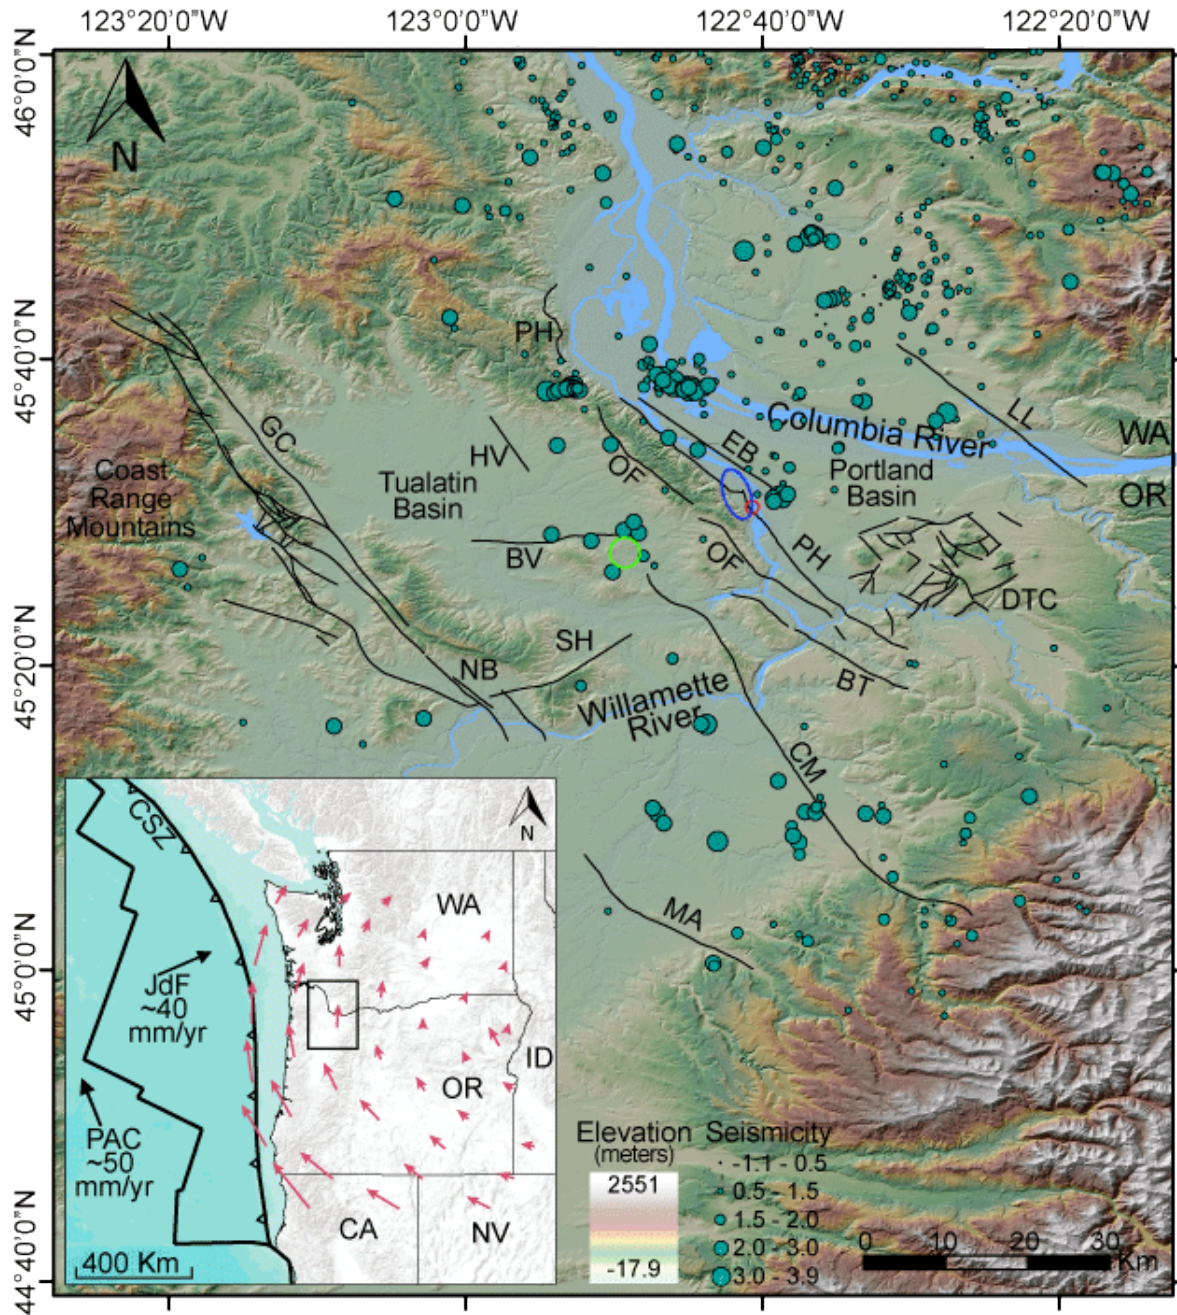 123°20'0"W 123°0'0"W 122°40'0"W 122°20'0"W
46°0'0"N
N
PH
45°40'0"N
GC
HV
LL
Columbia River
WA
EB
OF
Coast
Range
Mountains
Tualatin
Basin
Portland
Basin
OR
BV
OF
PH
DTC
SH
NB
45°20'0"N
BT
Willamette
River
CM
CSZ
N
WA
MA
45°0'0"N
JdF
~40
mm/yr
ID
OR
PAC
~50
mm/yr
CA
NV
400 Km
Elevation
(meters)
2551
-17.9
Seismicity
-1.1 - 0.5
0.5 - 1.5
1.5 - 2.0
2.0 - 3.0
3.0 - 3.9
0 10 20 30
Km
44°40'0"N